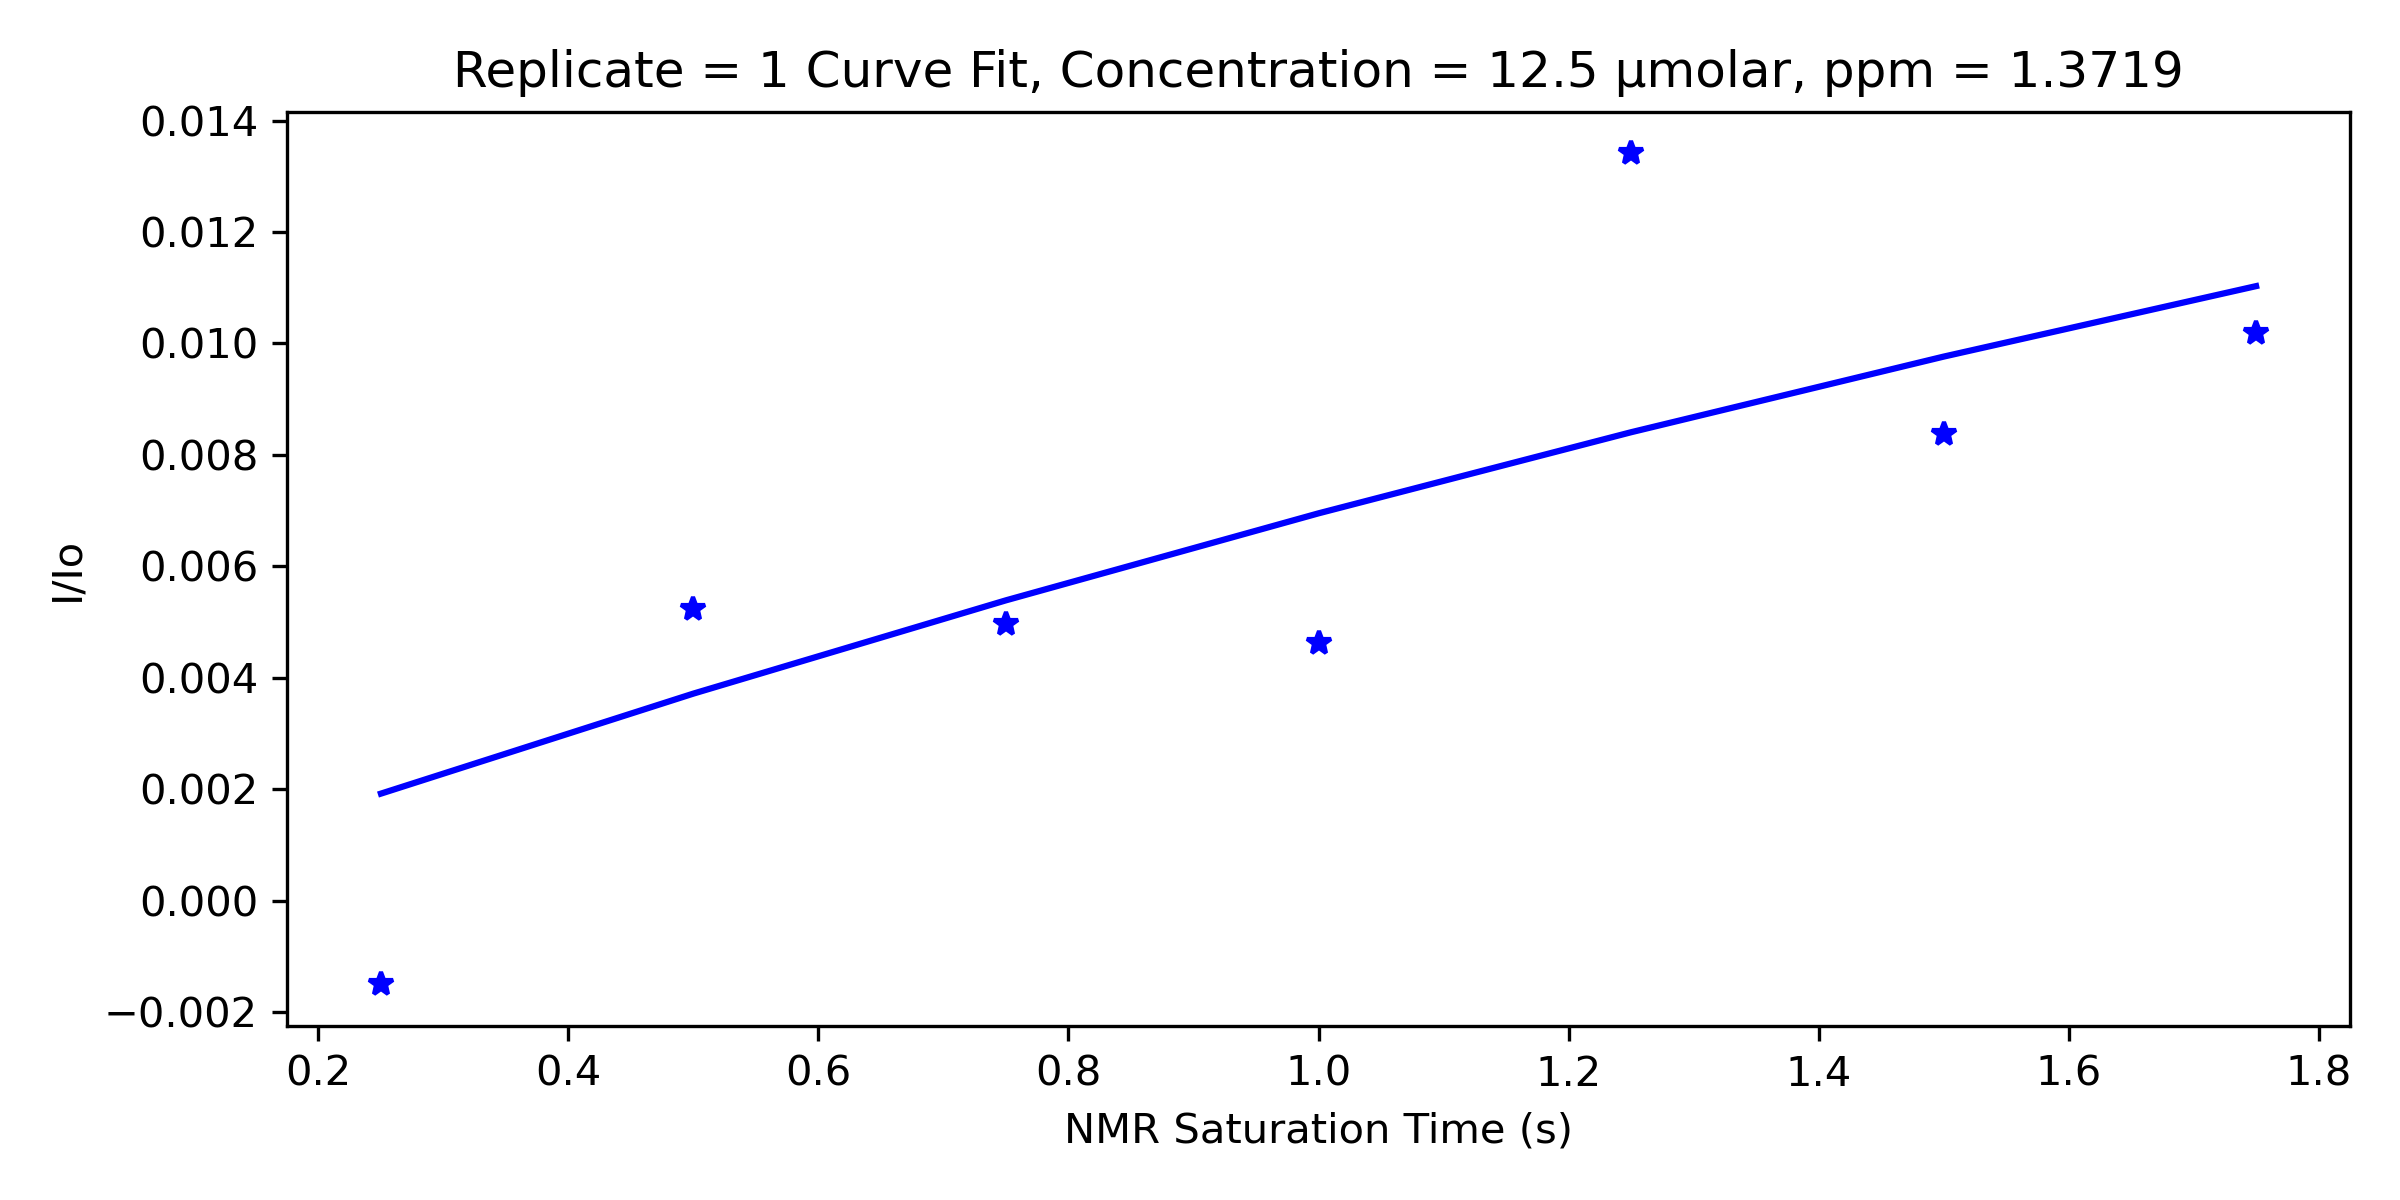 Replicate = 1 Curve Fit, Concentration = 12.5 μmolar, ppm = 1.3719
0.014
0.012
0.010
0.008
0.006
0.004
0.002
0.000
−0.002
I/Io
0.2 0.4 0.6 0.8 1.0 1.2 1.4 1.6 1.8
NMR Saturation Time (s)